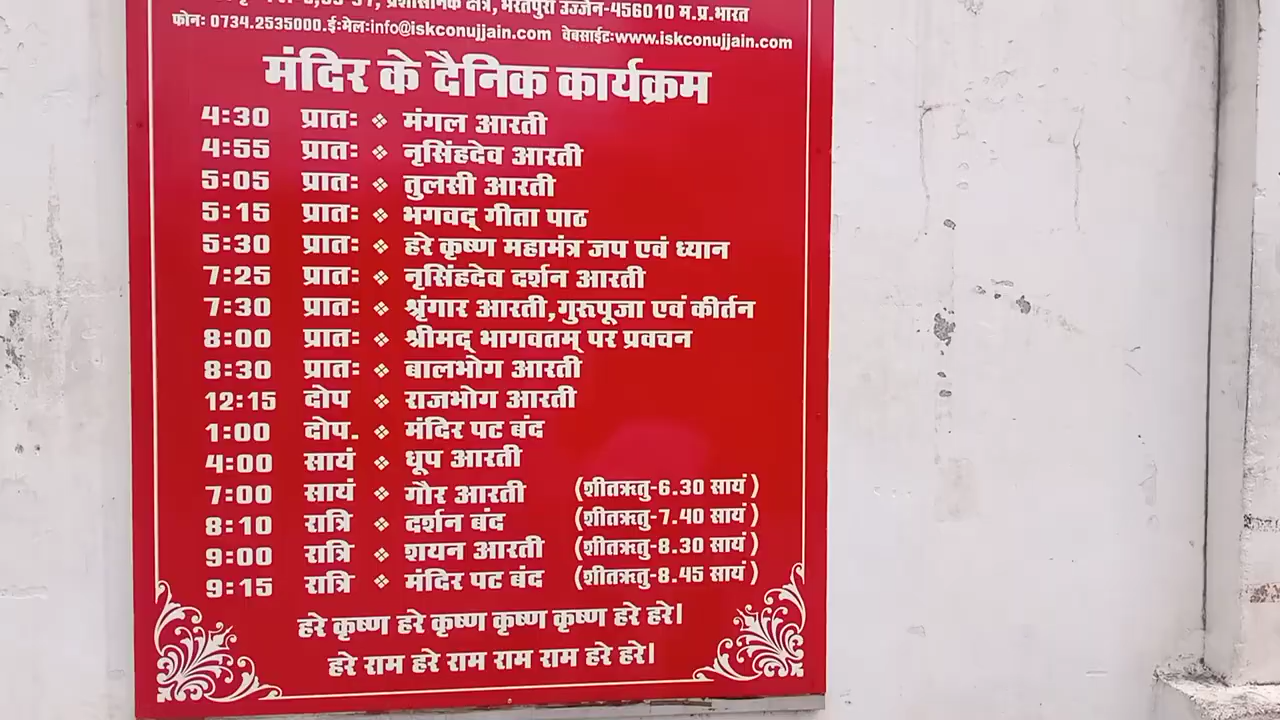 प्रशासनिक क्षेत्र, भरतपुरी उज्जैन-456010 म.प्र.भारत
फोनः 0734.2535000.ईःमेलःinfo@iskconujjain.com वेबसाईटःwww.iskconujjain.com
मंदिर के दैनिक कार्यक्रम
4:30 प्रातः ❖ मंगल आरती
4:55 प्रातः ❖ नृसिंहदेव आरती
5:05 प्रातः ❖ तुलसी आरती
5:15 प्रातः ❖ भगवद् गीता पाठ
5:30 प्रातः ❖ हरे कृष्ण महामंत्र जप एवं ध्यान
7:25 प्रातः ❖ नृसिंहदेव दर्शन आरती
7:30 प्रातः ❖ श्रृंगार आरती,गुरूपूजा एवं कीर्तन
8:00 प्रातः ❖ श्रीमद् भागवतम् पर प्रवचन
8:30 प्रातः ❖ बालभोग आरती
12:15 दोप ❖ राजभोग आरती
1:00 दोप. ❖ मंदिर पट बंद
4:00 सायं ❖ धूप आरती
7:00 सायं ❖ गौर आरती (शीतऋतु-6.30 सायं)
8:10 रात्रि ❖ दर्शन बंद (शीतऋतु-7.40 सायं)
9:00 रात्रि ❖ शयन आरती (शीतऋतु-8.30 सायं)
9:15 रात्रि ❖ मंदिर पट बंद (शीतऋतु-8.45 सायं)
हरे कृष्ण हरे कृष्ण कृष्ण कृष्ण हरे हरे।
हरे राम हरे राम राम राम हरे हरे।